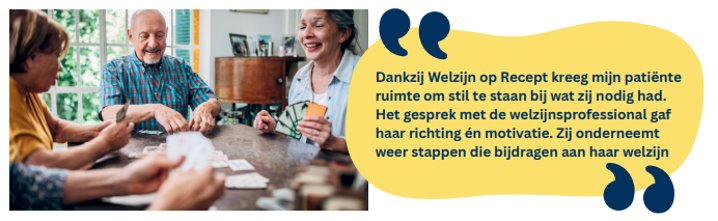 Dankzij Welzijn op Recept kreeg mijn patiënte
ruimte om stil te staan bij wat zij nodig had.
Het gesprek met de welzijnsprofessional gaf
haar richting én motivatie. Zij onderneemt
weer stappen die bijdragen aan haar welzijn